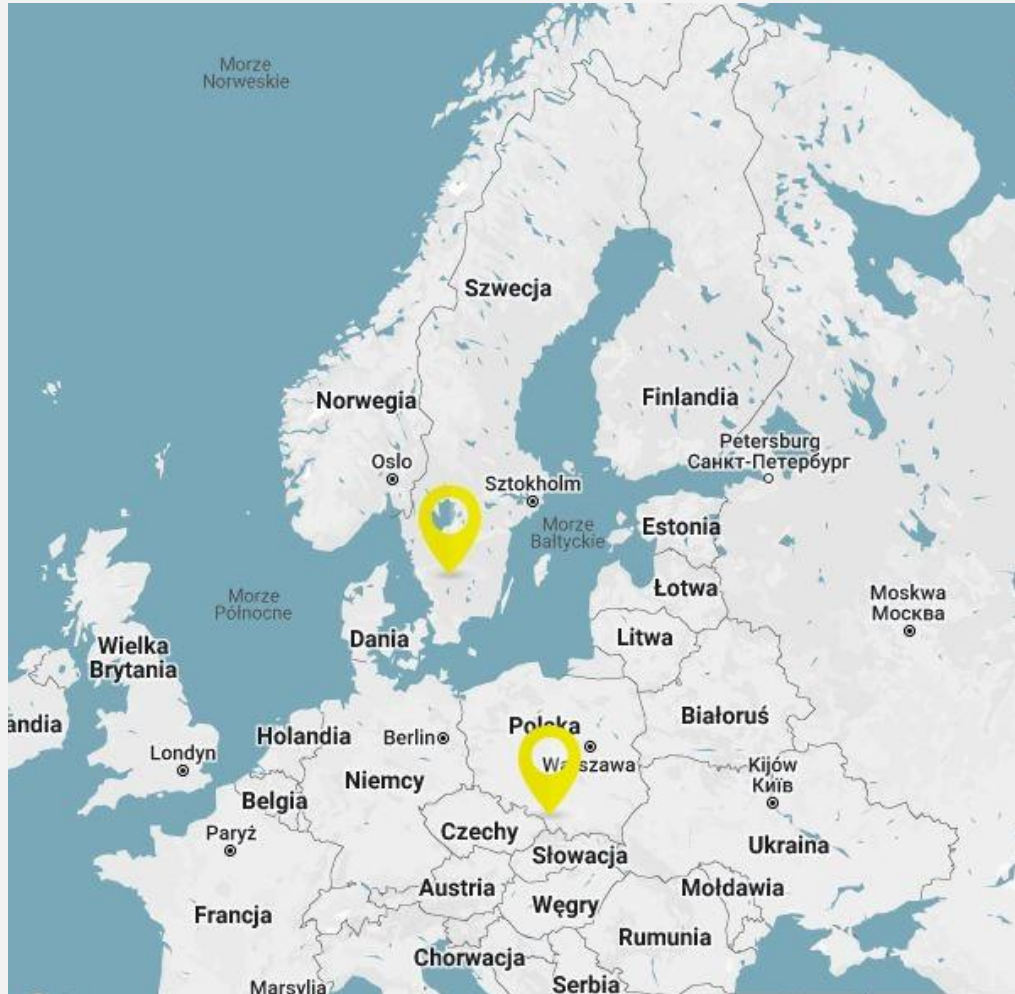 Morze
Norweskie
Szwecja
Norwegia
Finlandia
Petersburg
Санкт-Петербург
Oslo
Sztokholm
Morze
Bałtyckie
Estonia
Łotwa
Moskwa
Москва
Morze
Północne
Dania
Litwa
Wielka
Brytania
andia
Polska
Białoruś
Holandia
Berlin
Londyn
Warszawa
Kijów
Київ
Niemcy
Belgia
Paryż
Czechy
Ukraina
Słowacja
Austria
Mołdawia
Węgry
Francja
Rumunia
Chorwacja
Serbia
Marsylia